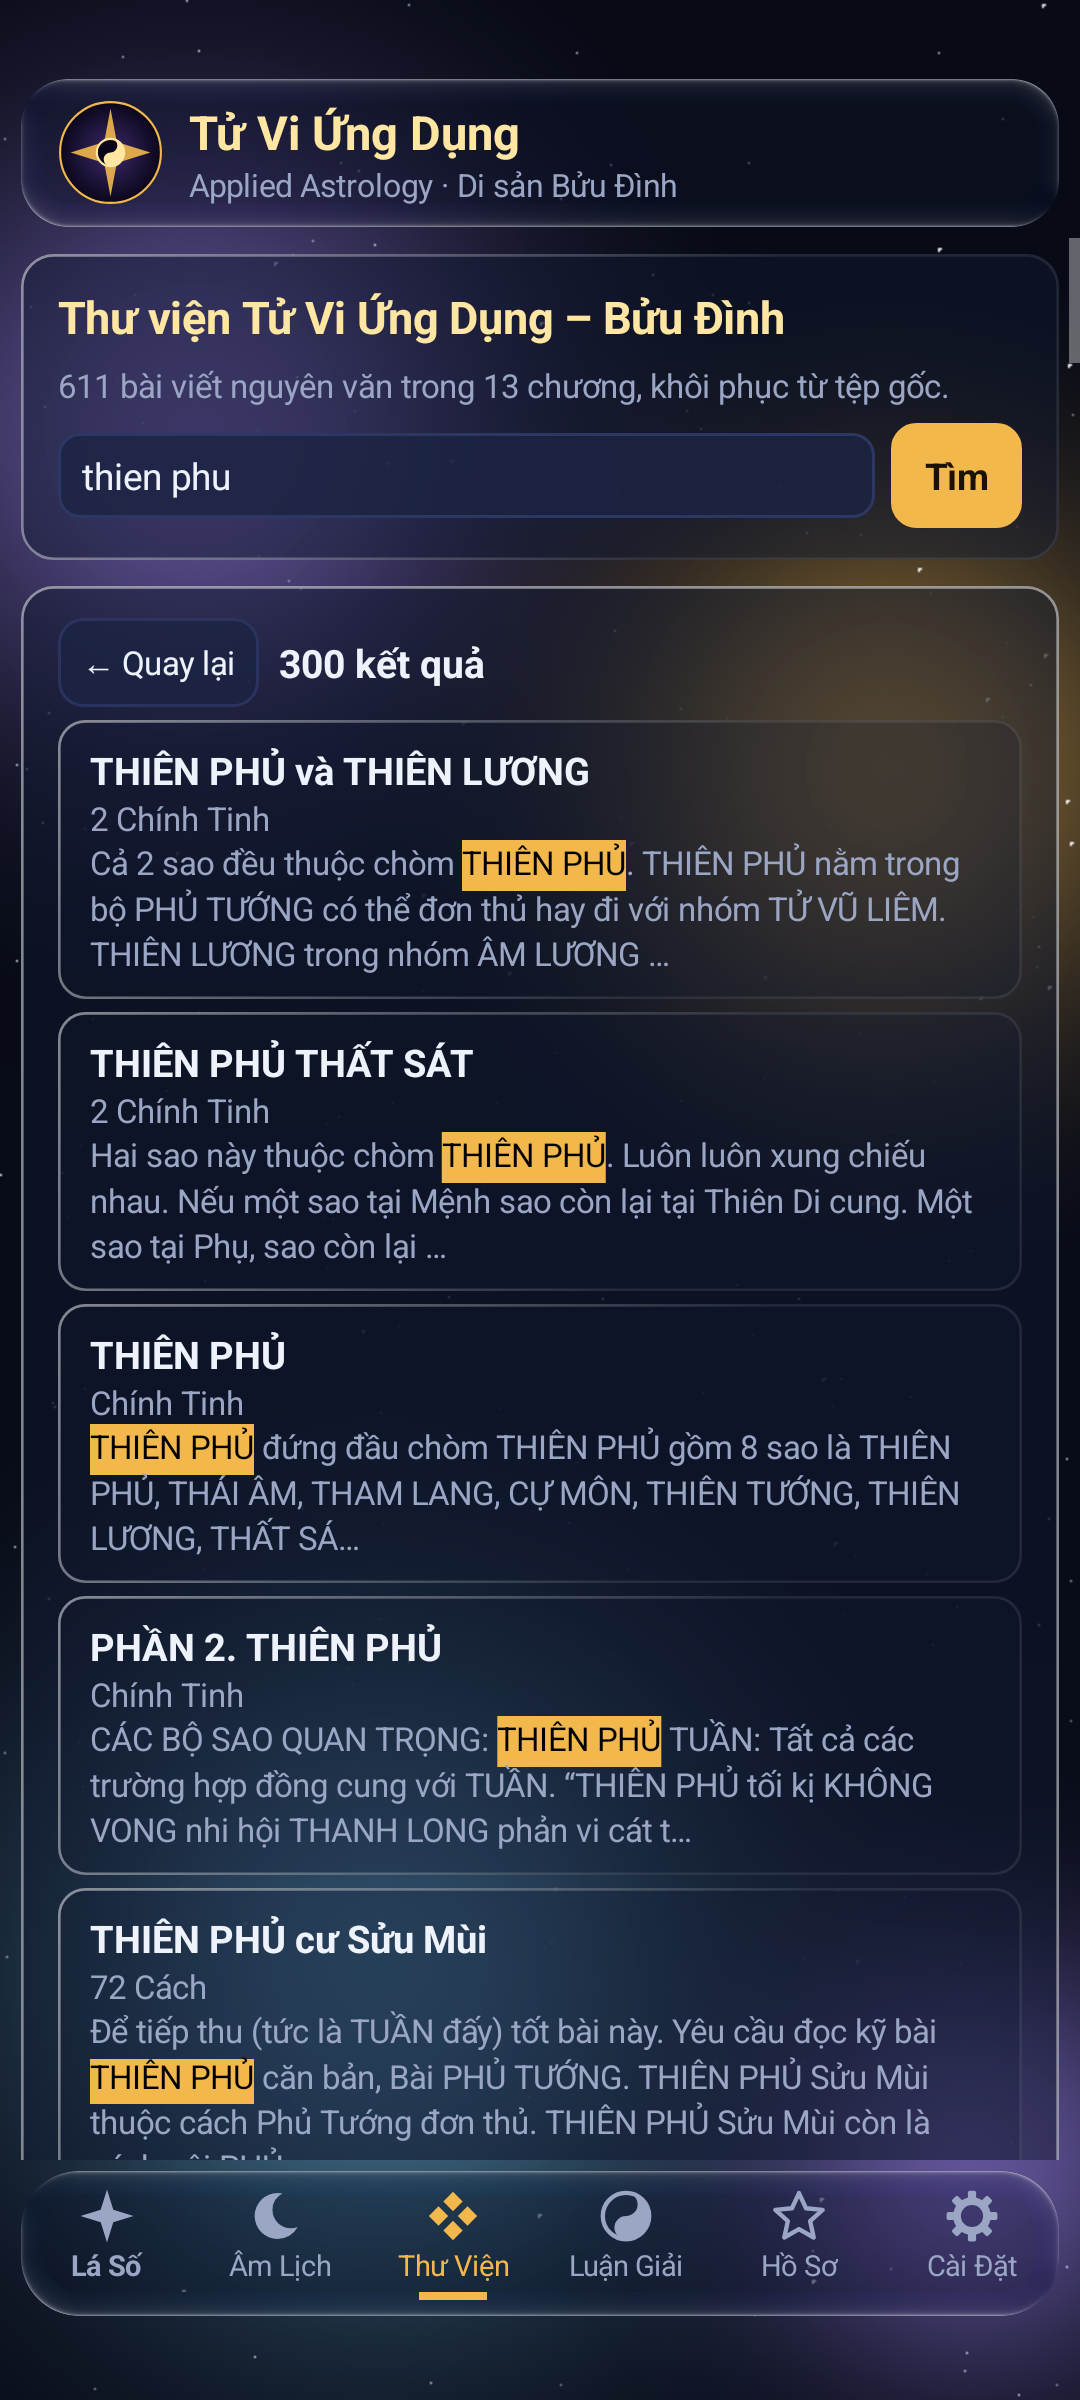 Tử Vi Ứng Dụng
Applied Astrology · Di sản Bửu Đình
Thư viện Tử Vi Ứng Dụng – Bửu Đình
611 bài viết nguyên văn trong 13 chương, khôi phục từ tệp gốc.
thien phu
Tìm
← Quay lại
300 kết quả
THIÊN PHỦ và THIÊN LƯƠNG
2 Chính Tinh
Cả 2 sao đều thuộc chòm THIÊN PHỦ. THIÊN PHỦ nằm trong
bộ PHỦ TƯỚNG có thể đơn thủ hay đi với nhóm TỬ VŨ LIÊM.
THIÊN LƯƠNG trong nhóm ÂM LƯƠNG ...
THIÊN PHỦ THẤT SÁT
2 Chính Tinh
Hai sao này thuộc chòm THIÊN PHỦ. Luôn luôn xung chiếu
nhau. Nếu một sao tại Mệnh sao còn lại tại Thiên Di cung. Một
sao tại Phụ, sao còn lại ...
THIÊN PHỦ
Chính Tinh
THIÊN PHỦ đứng đầu chòm THIÊN PHỦ gồm 8 sao là THIÊN
PHỦ, THÁI ÂM, THAM LANG, CỰ MÔN, THIÊN TƯỚNG, THIÊN
LƯƠNG, THẤT SÁ...
PHẦN 2. THIÊN PHỦ
Chính Tinh
CÁC BỘ SAO QUAN TRỌNG: THIÊN PHỦ TUẦN: Tất cả các
trường hợp đồng cung với TUẦN. “THIÊN PHỦ tối kị KHÔNG
VONG nhi hội THANH LONG phản vi cát t...
THIÊN PHỦ cư Sửu Mùi
72 Cách
Để tiếp thu (tức là TUẦN đấy) tốt bài này. Yêu cầu đọc kỹ bài
THIÊN PHỦ căn bản, Bài PHỦ TƯỚNG. THIÊN PHỦ Sửu Mùi
thuộc cách Phủ Tướng đơn thủ. THIÊN PHỦ Sửu Mùi còn là
Lá Số
Âm Lịch
Thư Viện
Luận Giải
Hồ Sơ
Cài Đặt